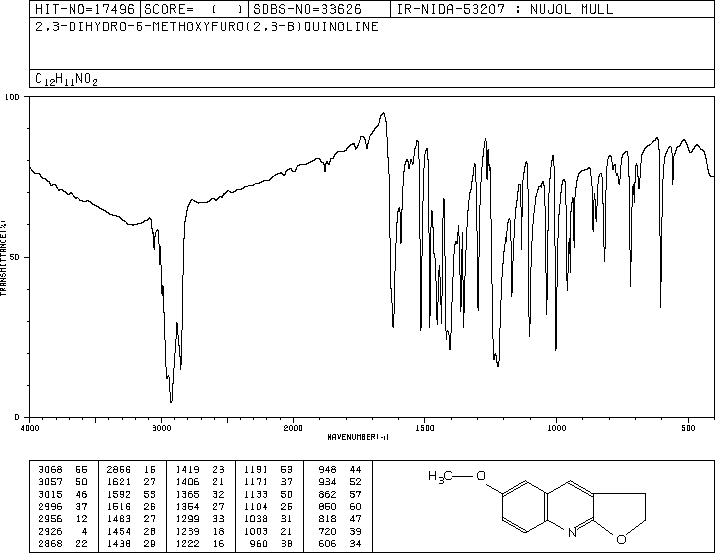 HIT-NO=17496 SCORE= ( ) SDBS-NO=33626 IR-NIDA-53207 : NUJOL MULL
2,3-DIHYDRO-6-METHOXYFURO(2,3-B)QUINOLINE
C12H11NO2
100
50
0
TRANSMITTANCE(%)
4000 3000 2000 1500 1000 500
WAVENUMBER(-1)
3068 66 2866 16 1419 23 1191 53 948 44
3057 50 1621 27 1406 21 1171 37 934 52
3015 46 1592 53 1365 32 1133 50 862 57
2996 37 1516 26 1354 27 1104 26 850 60
2956 12 1483 27 1299 33 1038 31 818 47
2926 4 1454 28 1239 18 1003 21 720 39
2868 22 1438 29 1222 16 960 38 606 34
H3C O
N O